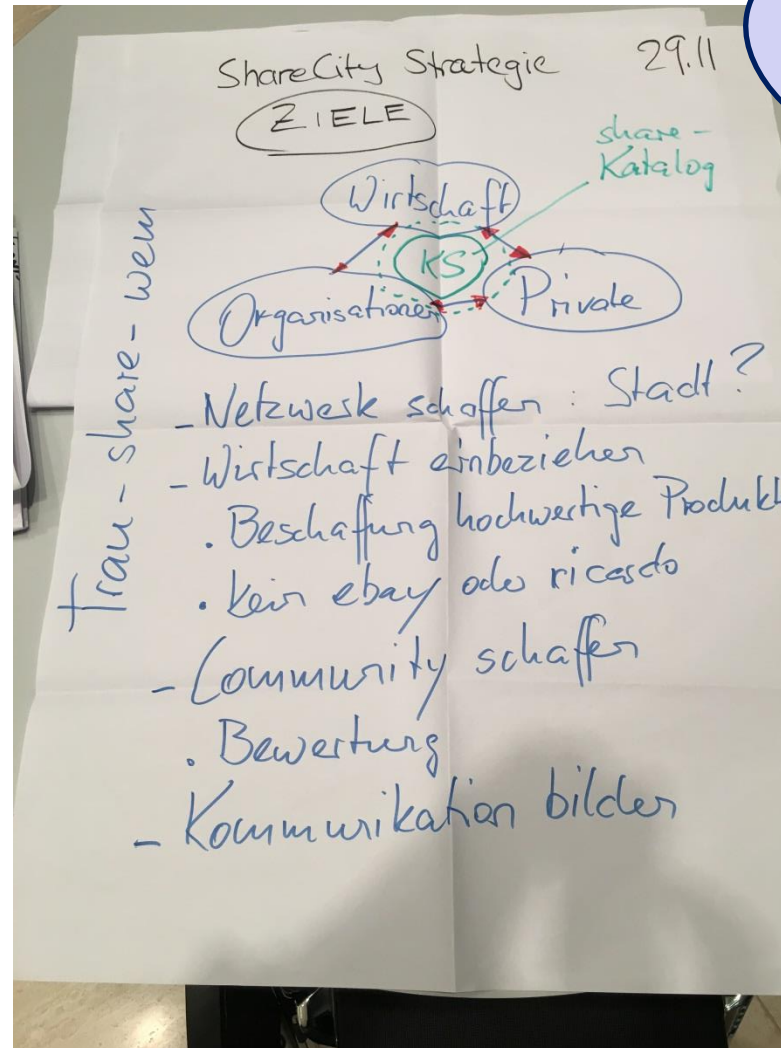 ShareCity Strategie 29.11
ZIELE
share-
Katalog
Wirtschaft
KS
Organisationen
Private
Trau-share-wem
- Netzwerk schaffen : Stadt?
- Wirtschaft einbeziehen
. Beschaffung hochwertige Produkt
. kein ebay oder ricardo
- Community schaffen
. Bewertung
- Kommunikation bilden